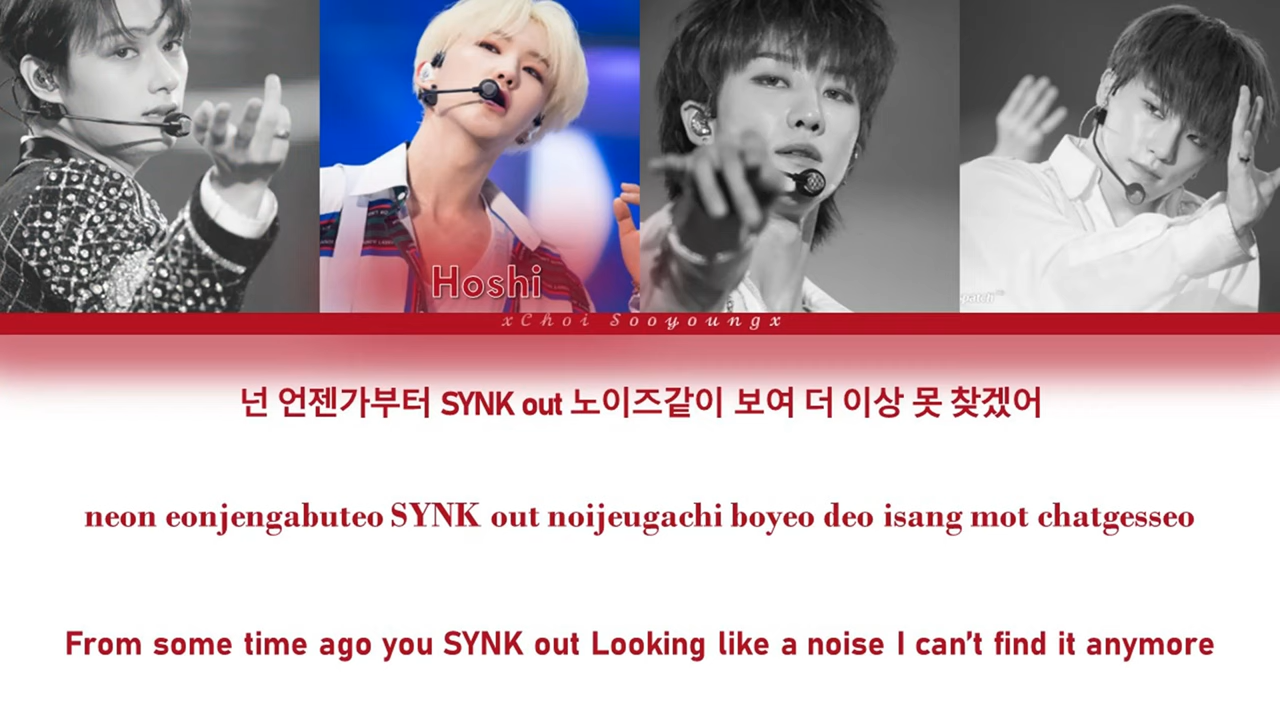 Hoshi
patch
xChoi Sooyoungx
넌 언젠가부터 SYNK out 노이즈같이 보여 더 이상 못 찾겠어
neon eonjengabuteo SYNK out noijeugachi boyeo deo isang mot chatgesseo
From some time ago you SYNK out Looking like a noise I can't find it anymore